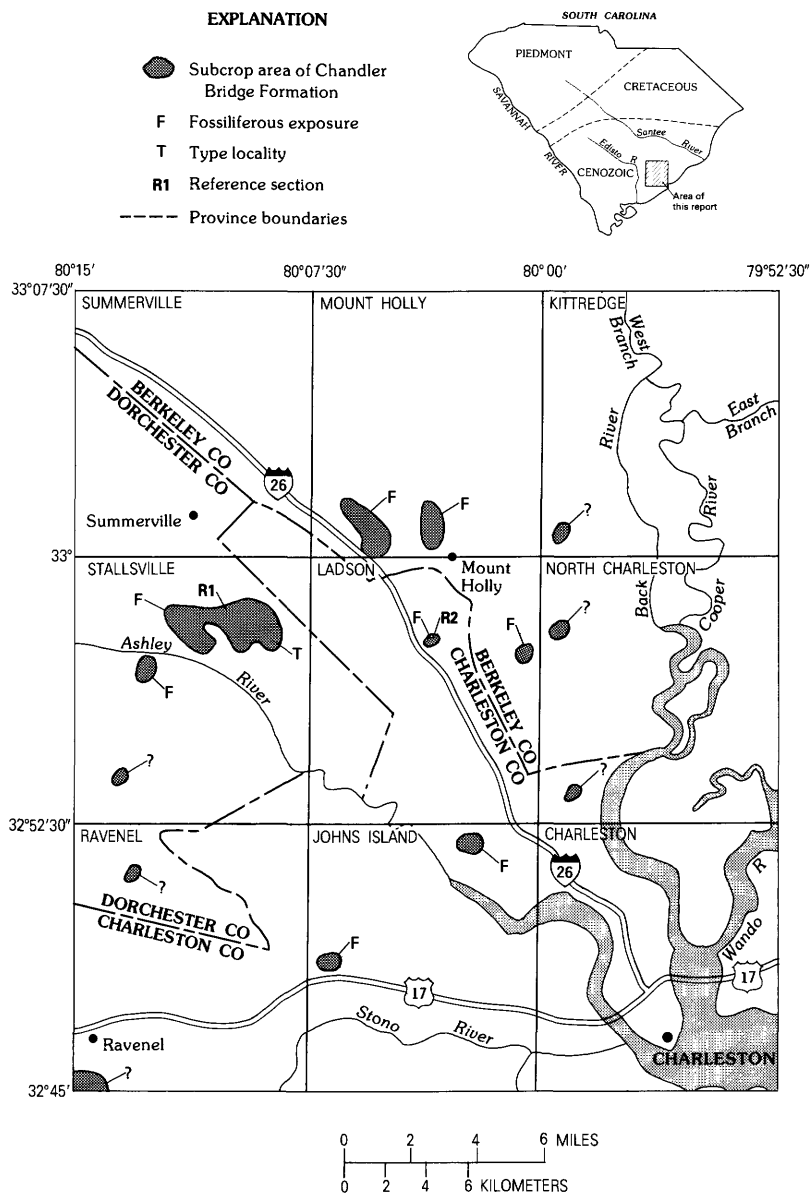 EXPLANATION
Subcrop area of Chandler
Bridge Formation
F Fossiliferous exposure
T Type locality
R1 Reference section
Province boundaries
SOUTH CAROLINA
PIEDMONT
CRETACEOUS
SAVANNAH
RIVER
Santee
River
Edisto R
CENOZOIC
Area of
this report
80°15′ 80°07′30″ 80°00′ 79°52′30″
33°07′30″
SUMMERVILLE MOUNT HOLLY KITTREDGE
West
Branch
BERKELEY CO
DORCHESTER CO
River
East
Branch
26
River
F
F
?
Summerville
33°
Mount
Holly
STALLSVILLE LADSON NORTH CHARLESTON
Back
Cooper
R1
F
F R2
F
?
Ashley
River
T
F
BERKELEY CO
CHARLESTON CO
?
?
32°52′30″
RAVENEL JOHNS ISLAND CHARLESTON
?
F
26
DORCHESTER CO
CHARLESTON CO
Wando R
F
17
17
Stono River
Ravenel
CHARLESTON
?
32°45′
0 2 4 6 MILES
0 2 4 6 KILOMETERS